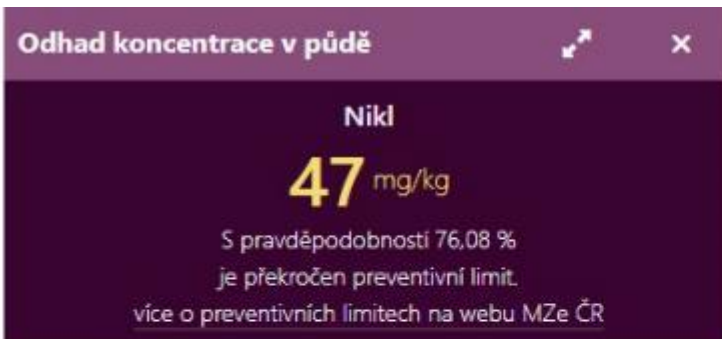 Odhad koncentrace v půdě
Nikl
47 mg/kg
S pravděpodobností 76,08 %
je překročen preventivní limit.
více o preventivních limitech na webu MZe ČR